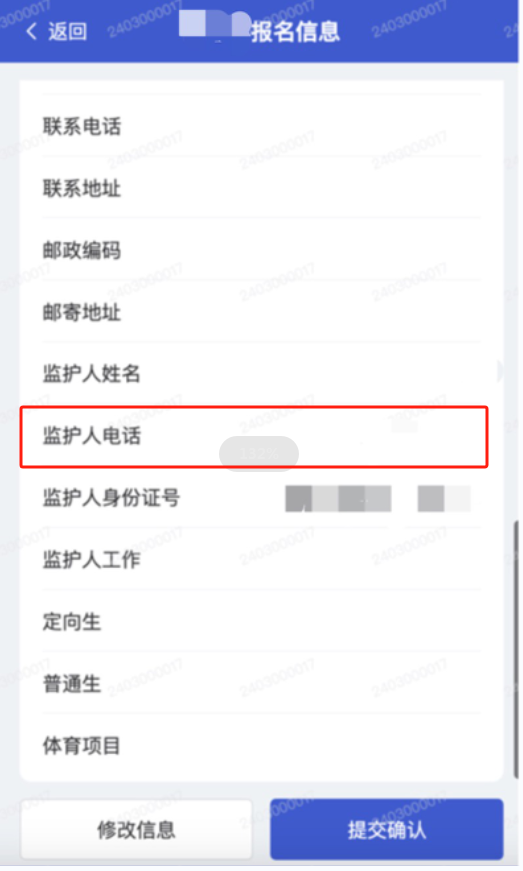 返回
报名信息
联系电话
联系地址
邮政编码
邮寄地址
监护人姓名
监护人电话
监护人身份证号
监护人工作
定向生
普通生
体育项目
修改信息
提交确认
2403000017